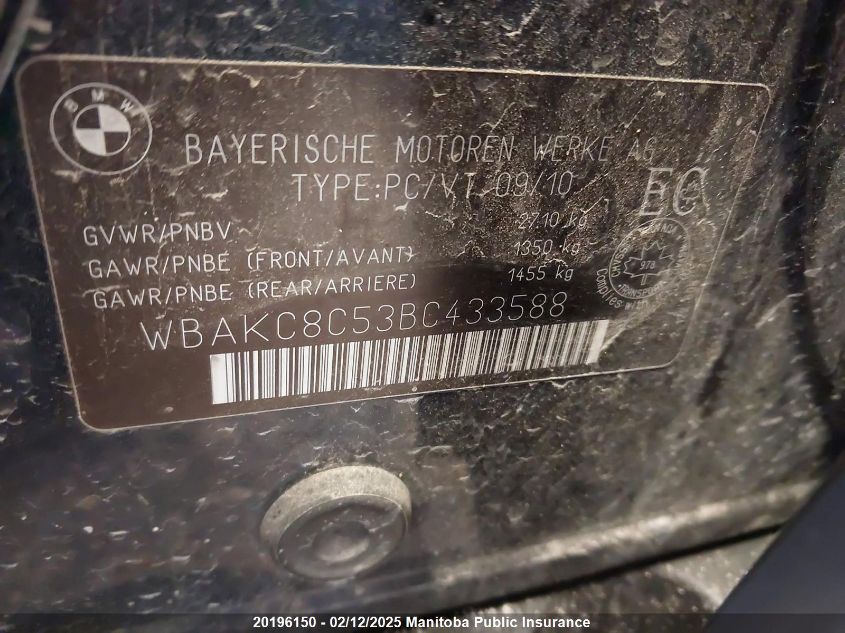 BMW
BAYERISCHE MOTOREN WERKE AG
TYPE:PC/VT 09/10
EC
GVWR/PNBV 2710 kg
GAWR/PNBE (FRONT/AVANT) 1350 kg
GAWR/PNBE (REAR/ARRIERE) 1455 kg
WBAKC8C53BC433588
20196150 - 02/12/2025 Manitoba Public Insurance